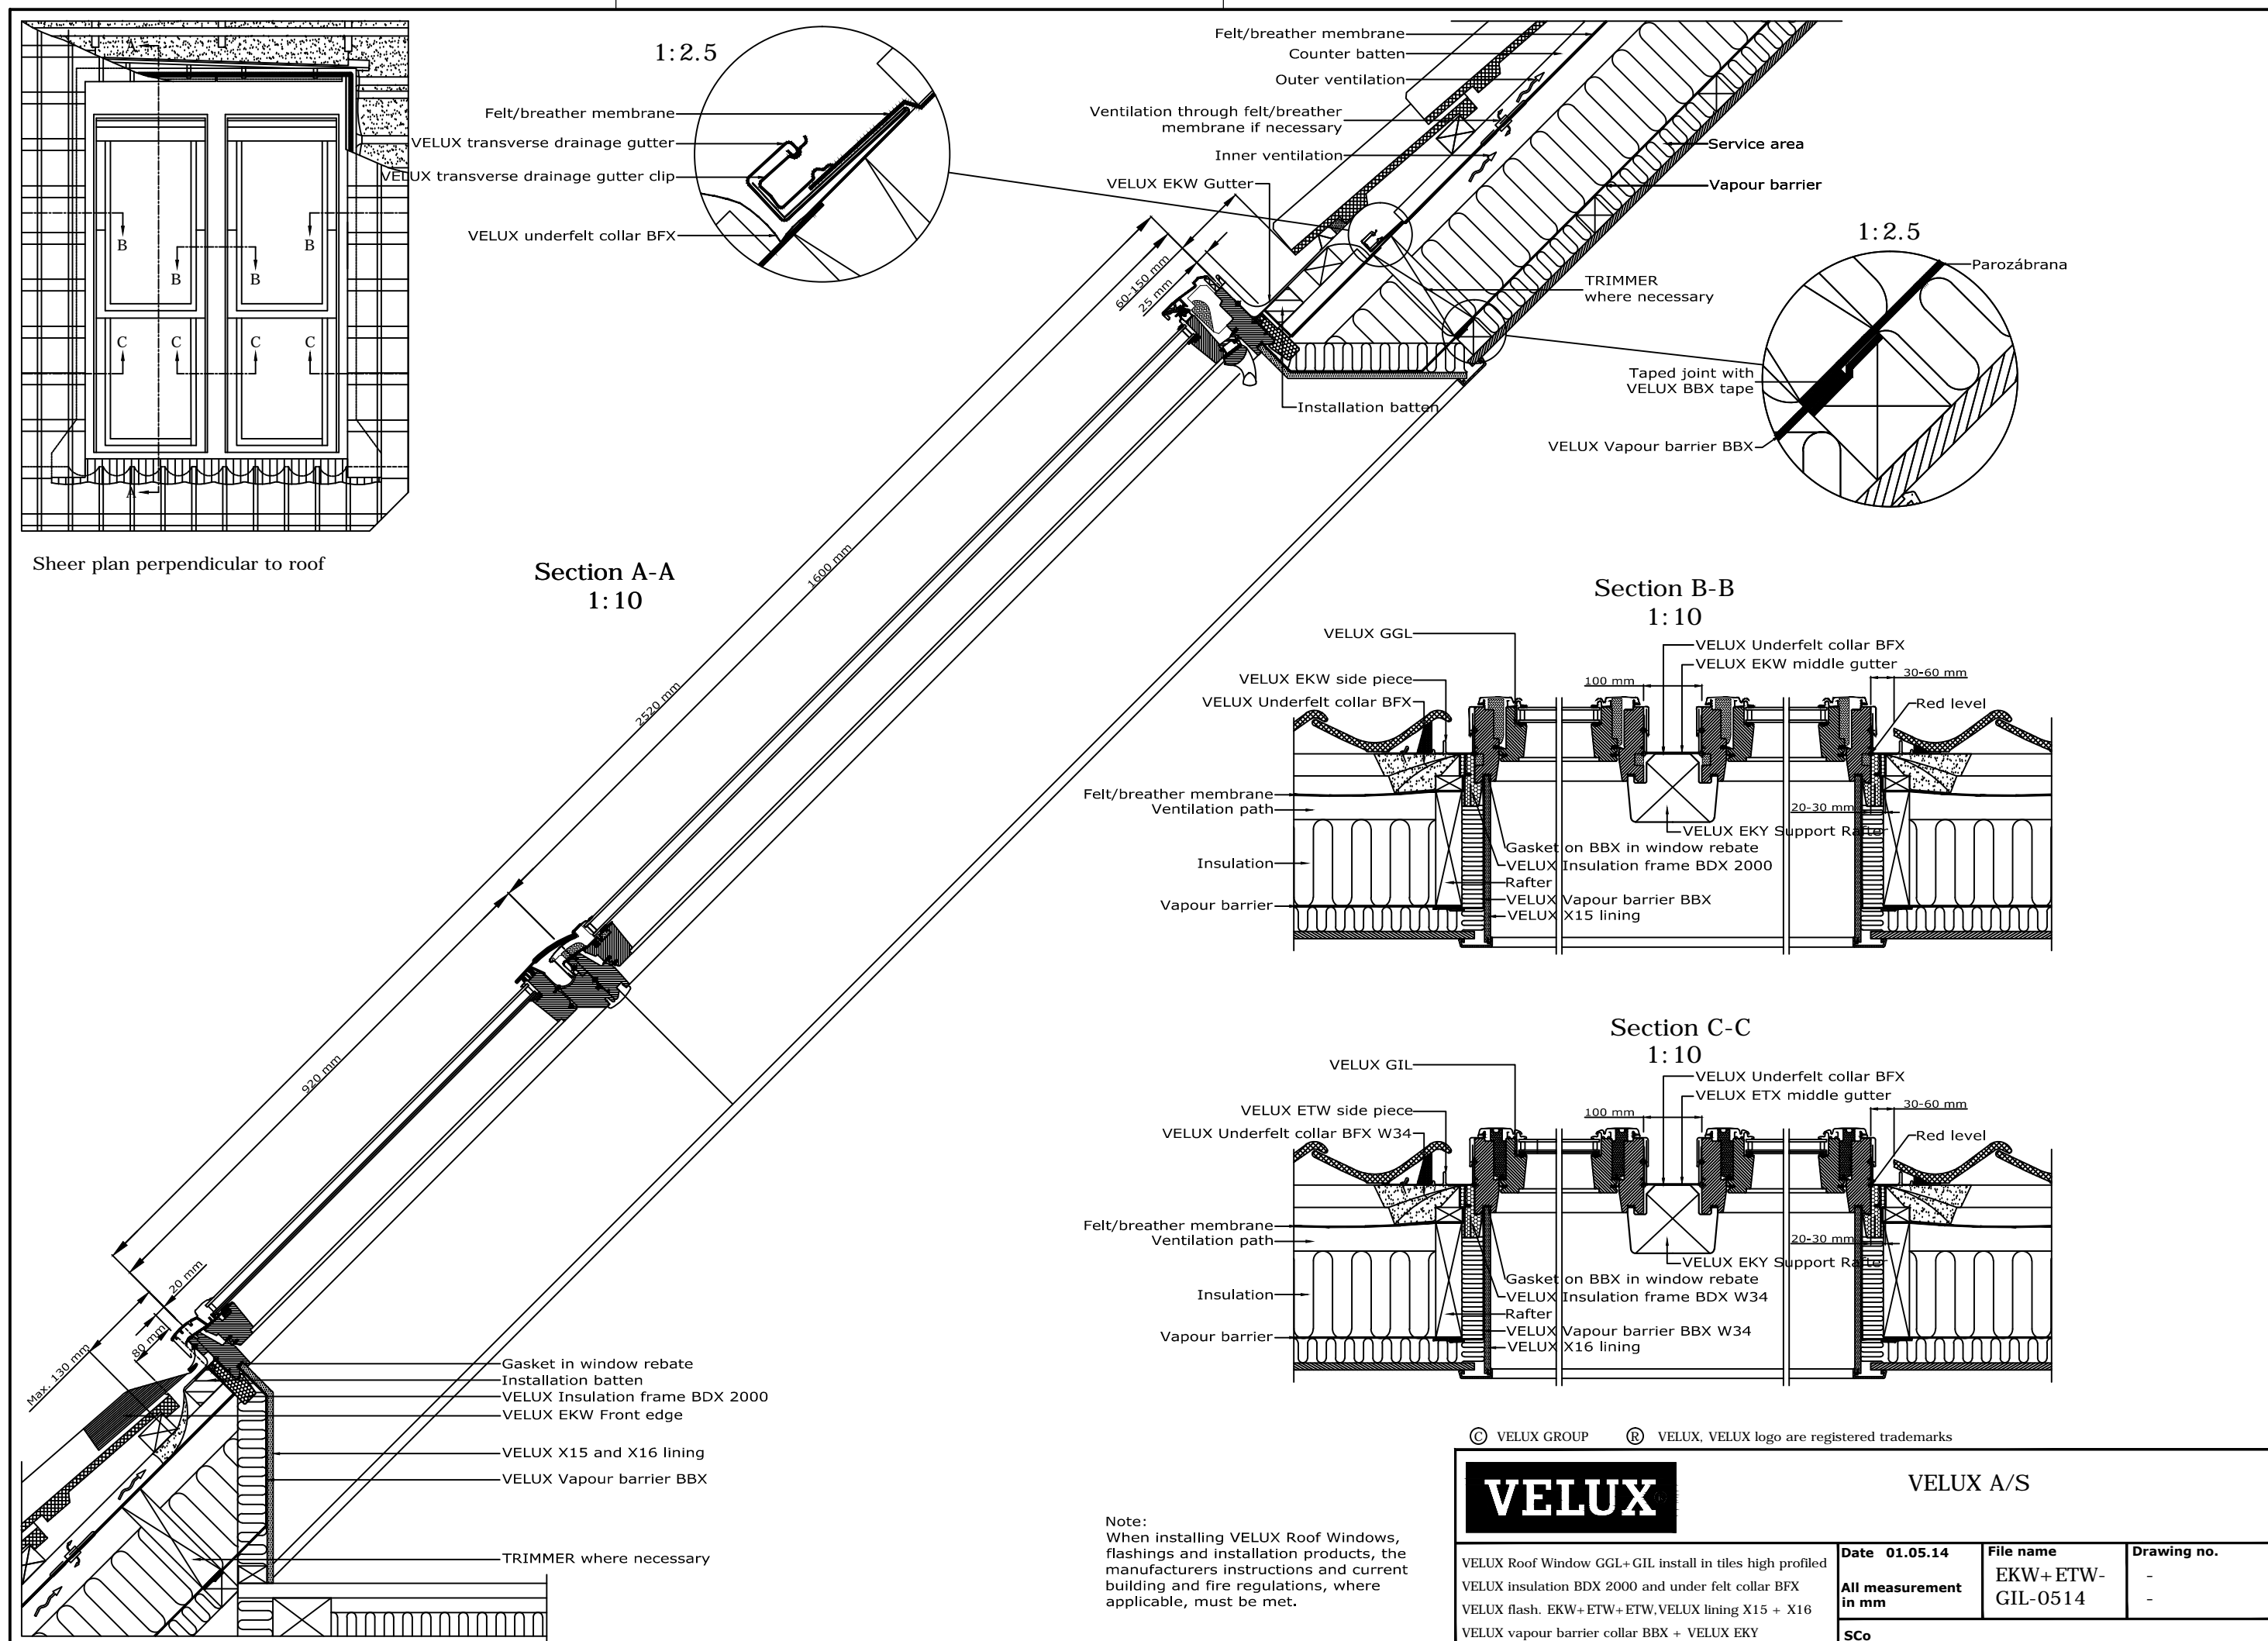 A
B
B
B
B
C
C
C
C
A
Sheer plan perpendicular to roof
1:2.5
Felt/breather membrane
VELUX transverse drainage gutter
VELUX transverse drainage gutter clip
VELUX underfelt collar BFX
Felt/breather membrane
Counter batten
Outer ventilation
Ventilation through felt/breather
membrane if necessary
Inner ventilation
VELUX EKW Gutter
Service area
Vapour barrier
60-150 mm
25 mm
TRIMMER
where necessary
Installation batten
1:2.5
Parozábrana
Taped joint with
VELUX BBX tape
VELUX Vapour barrier BBX
Section A-A
1:10
1600 mm
2520 mm
920 mm
20 mm
80 mm
Max. 130 mm
Gasket in window rebate
Installation batten
VELUX Insulation frame BDX 2000
VELUX EKW Front edge
VELUX X15 and X16 lining
VELUX Vapour barrier BBX
TRIMMER where necessary
Section B-B
1:10
VELUX GGL
VELUX Underfelt collar BFX
VELUX EKW middle gutter
VELUX EKW side piece
100 mm
30-60 mm
VELUX Underfelt collar BFX
Red level
Felt/breather membrane
Ventilation path
20-30 mm
VELUX EKY Support Rafter
Gasket on BBX in window rebate
Insulation
VELUX Insulation frame BDX 2000
Rafter
Vapour barrier
VELUX Vapour barrier BBX
VELUX X15 lining
Section C-C
1:10
VELUX GIL
VELUX Underfelt collar BFX
VELUX ETX middle gutter
VELUX ETW side piece
100 mm
30-60 mm
VELUX Underfelt collar BFX W34
Red level
Felt/breather membrane
Ventilation path
20-30 mm
VELUX EKY Support Rafter
Gasket on BBX in window rebate
Insulation
VELUX Insulation frame BDX W34
Rafter
Vapour barrier
VELUX Vapour barrier BBX W34
VELUX X16 lining
Note:
When installing VELUX Roof Windows,
flashings and installation products, the
manufacturers instructions and current
building and fire regulations, where
applicable, must be met.
© VELUX GROUP ® VELUX, VELUX logo are registered trademarks
VELUX
VELUX A/S
VELUX Roof Window GGL+GIL install in tiles high profiled
VELUX insulation BDX 2000 and under felt collar BFX
VELUX flash. EKW+ETW+ETW,VELUX lining X15 + X16
VELUX vapour barrier collar BBX + VELUX EKY
Date 01.05.14
All measurement
in mm
SCo
File name
EKW+ETW-
GIL-0514
Drawing no.
-
-